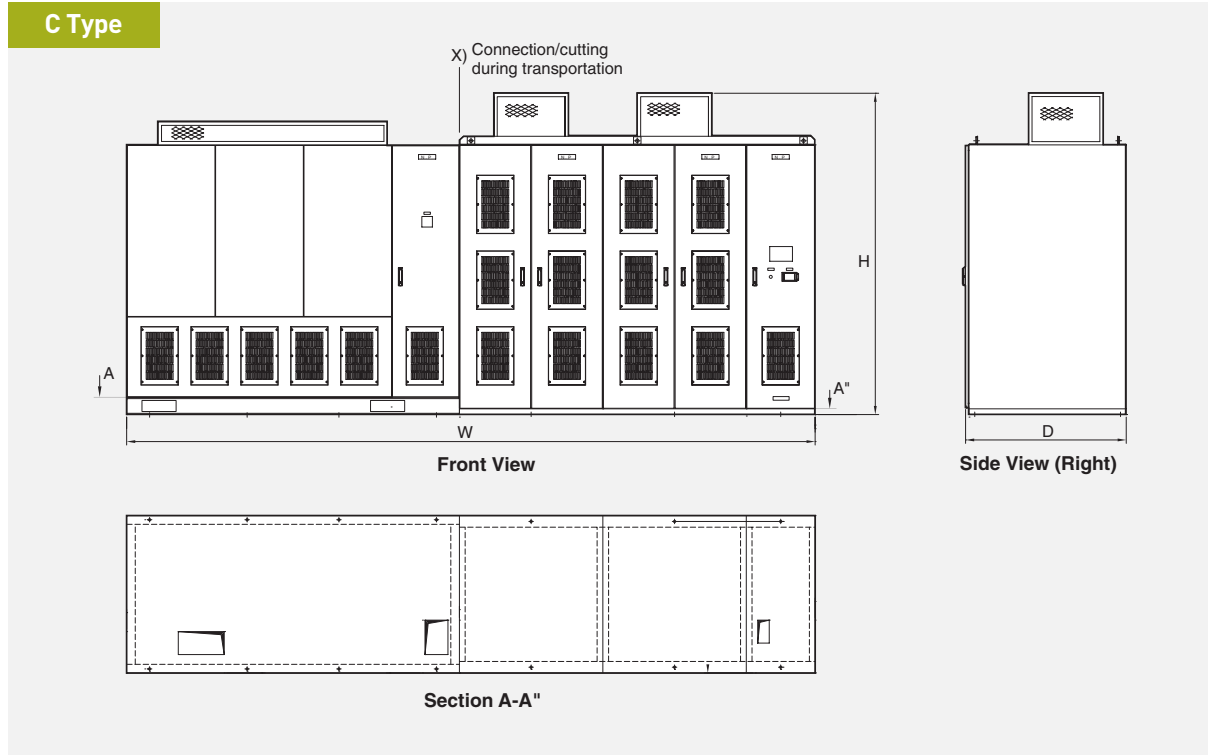 C Type
X) Connection/cutting
during transportation
N P
N P
N P
N P
H
A
A"
W
D
Front View
Side View (Right)
Section A-A"